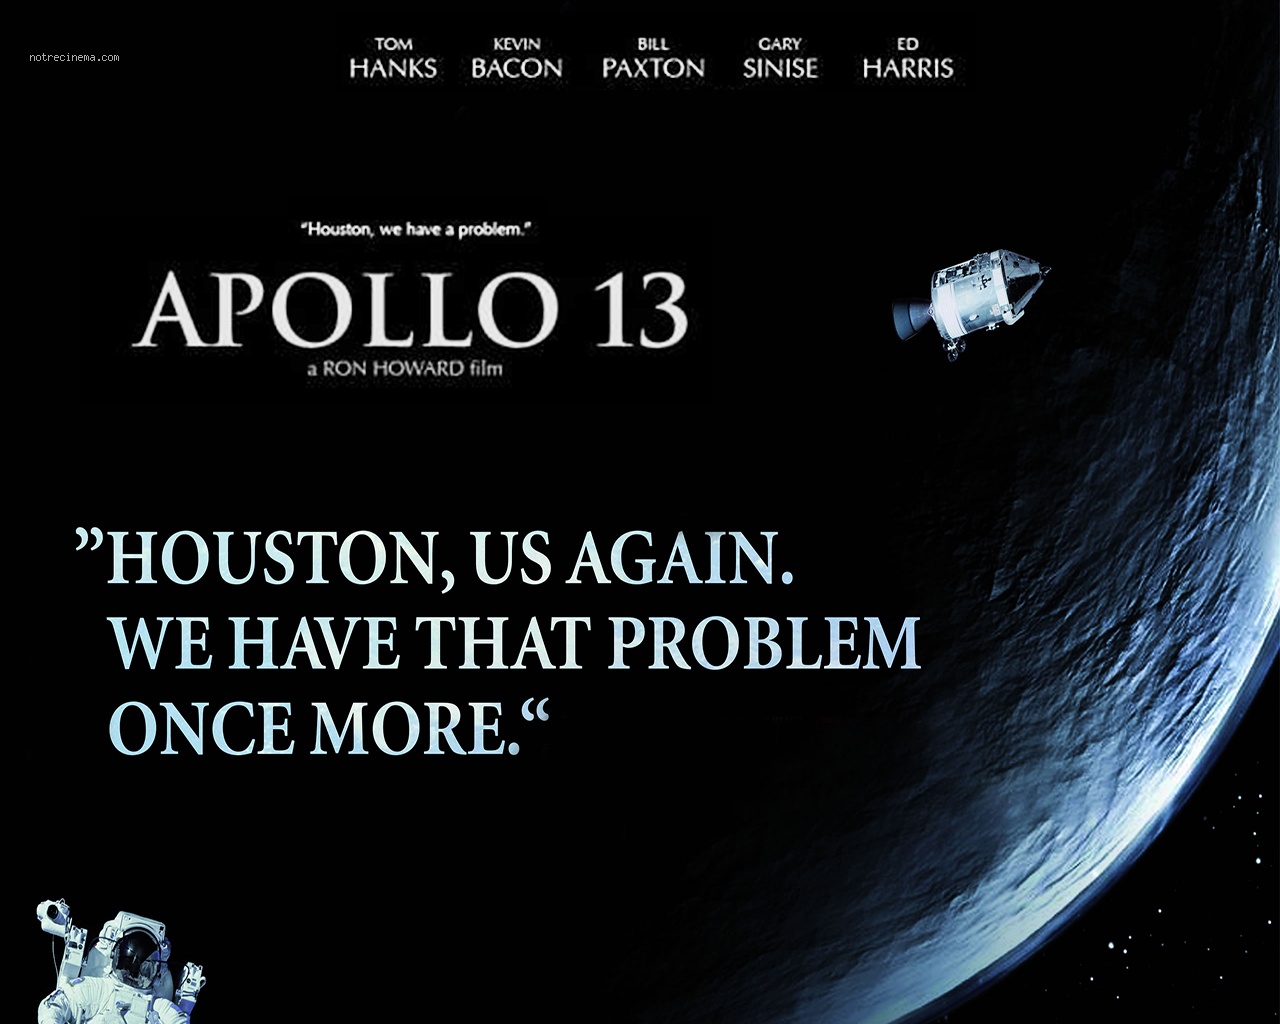 notrecinema.com
TOM HANKS KEVIN BACON BILL PAXTON GARY SINISE ED HARRIS
“Houston, we have a problem.”
APOLLO 13
a RON HOWARD film
”HOUSTON, US AGAIN.
WE HAVE THAT PROBLEM
ONCE MORE.“